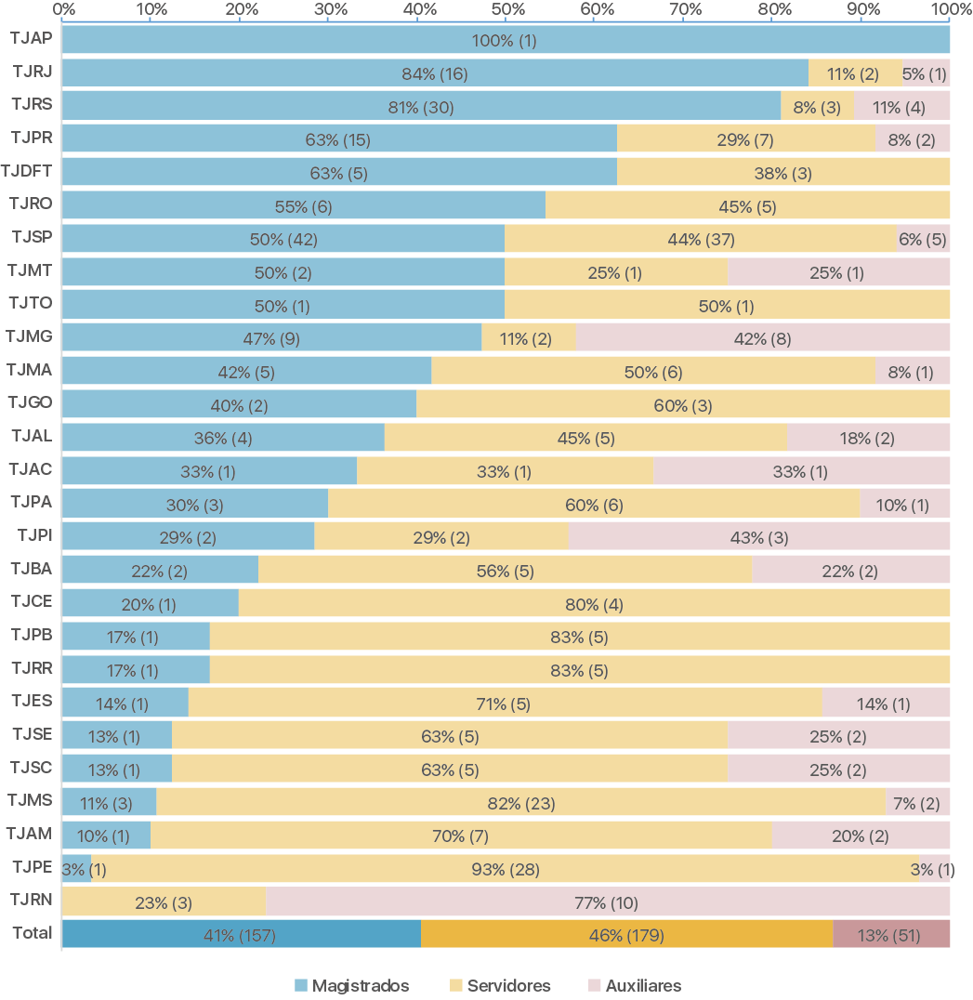 0% 10% 20% 30% 40% 50% 60% 70% 80% 90% 100%
TJAP 100% (1)
TJRJ 84% (16) 11% (2) 5% (1)
TJRS 81% (30) 8% (3) 11% (4)
TJPR 63% (15) 29% (7) 8% (2)
TJDFT 63% (5) 38% (3)
TJRO 55% (6) 45% (5)
TJSP 50% (42) 44% (37) 6% (5)
TJMT 50% (2) 25% (1) 25% (1)
TJTO 50% (1) 50% (1)
TJMG 47% (9) 11% (2) 42% (8)
TJMA 42% (5) 50% (6) 8% (1)
TJGO 40% (2) 60% (3)
TJAL 36% (4) 45% (5) 18% (2)
TJAC 33% (1) 33% (1) 33% (1)
TJPA 30% (3) 60% (6) 10% (1)
TJPI 29% (2) 29% (2) 43% (3)
TJBA 22% (2) 56% (5) 22% (2)
TJCE 20% (1) 80% (4)
TJPB 17% (1) 83% (5)
TJRR 17% (1) 83% (5)
TJES 14% (1) 71% (5) 14% (1)
TJSE 13% (1) 63% (5) 25% (2)
TJSC 13% (1) 63% (5) 25% (2)
TJMS 11% (3) 82% (23) 7% (2)
TJAM 10% (1) 70% (7) 20% (2)
TJPE 3% (1) 93% (28) 3% (1)
TJRN 23% (3) 77% (10)
Total 41% (157) 46% (179) 13% (51)
Magistrados Servidores Auxiliares